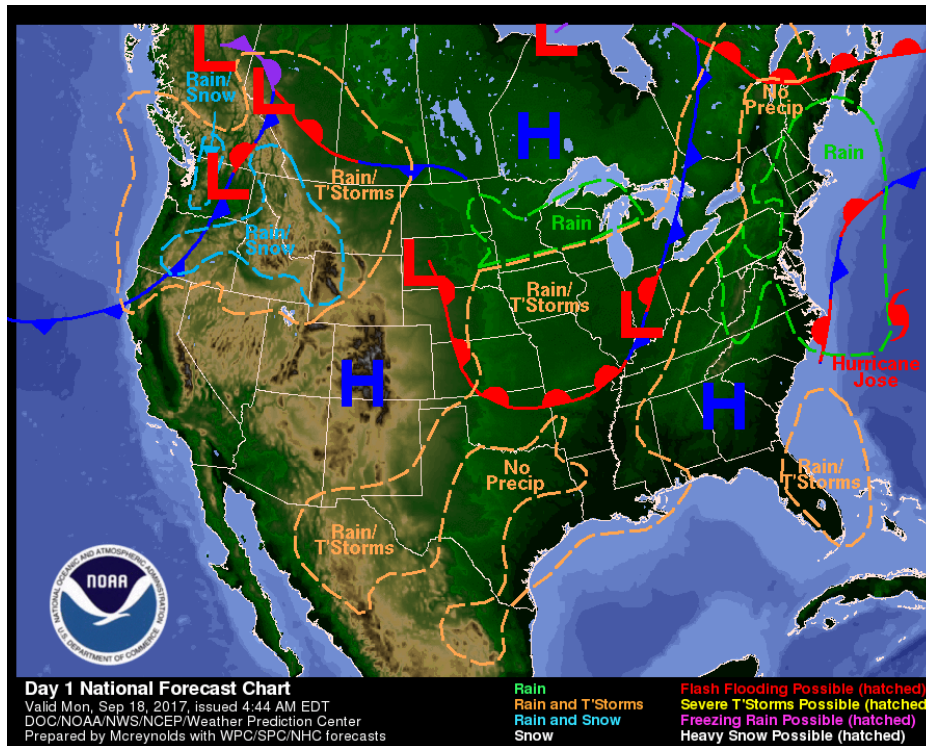 L
L
Rain/
Snow
L
No
Precip
H
Rain
L
Rain/
T'Storms
Rain/
Snow
Rain
L
Rain/
T'Storms
L
Hurricane
Jose
H
H
No
Precip
Rain/
T'Storms
Rain/
T'Storms
NATIONAL OCEANIC AND ATMOSPHERIC ADMINISTRATION
NOAA
U.S. DEPARTMENT OF COMMERCE
Day 1 National Forecast Chart
Valid Mon, Sep 18, 2017, issued 4:44 AM EDT
DOC/NOAA/NWS/NCEP/Weather Prediction Center
Prepared by Mcreynolds with WPC/SPC/NHC forecasts
Rain
Rain and T'Storms
Rain and Snow
Snow
Flash Flooding Possible (hatched)
Severe T'Storms Possible (hatched)
Freezing Rain Possible (hatched)
Heavy Snow Possible (hatched)